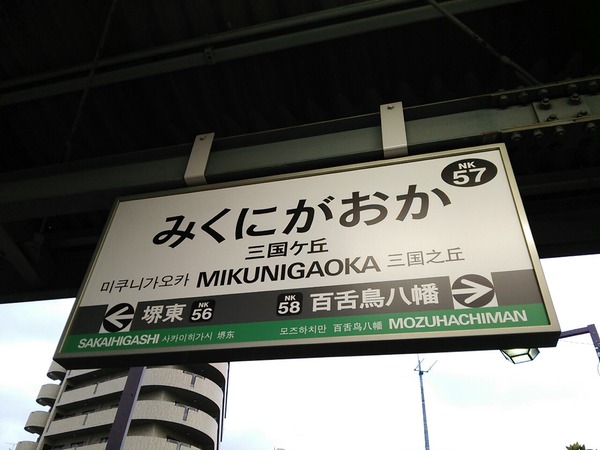 NK
57
みくにがおか
三国ケ丘
미쿠니가오카 MIKUNIGAOKA 三国之丘
堺東 NK 56 NK 58 百舌鳥八幡
SAKAIHIGASHI 사카이히가시 堺东 모즈하치만 百舌鸟八幡 MOZUHACHIMAN